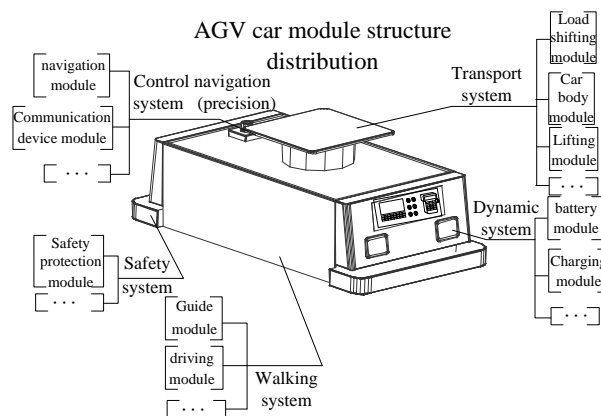 AGV car module structure
distribution
navigation
module
Communication
device module
...
Control navigation
system (precision)
Transport
system
Load
shifting
module
Car
body
module
Lifting
module
...
Dynamic
system
battery
module
Charging
module
...
Safety
protection
module
...
Safety
system
Guide
module
driving
module
...
Walking
system